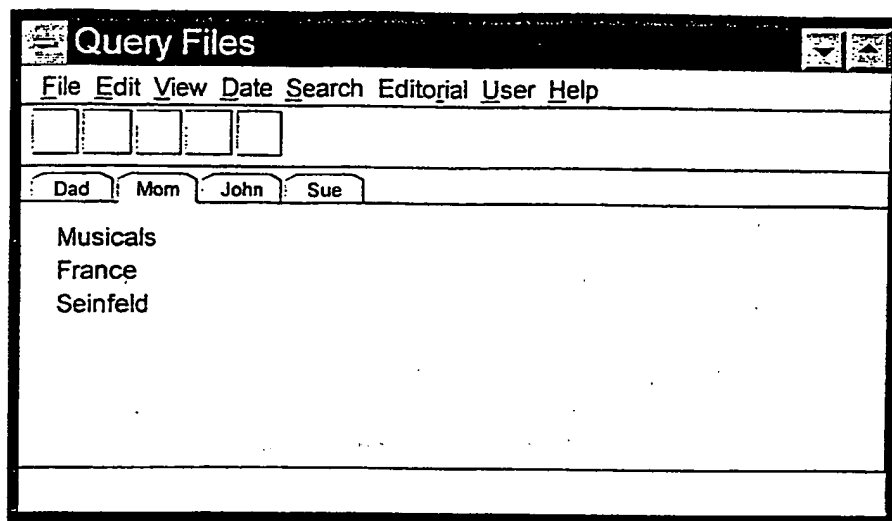 Query Files
File Edit View Date Search Editorial User Help
Dad Mom John Sue
Musicals
France
Seinfeld